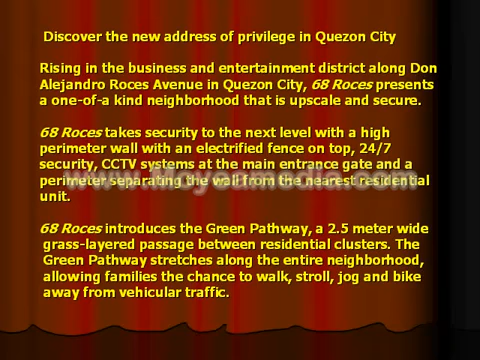 Discover the new address of privilege in Quezon City
Rising in the business and entertainment district along Don
Alejandro Roces Avenue in Quezon City, 68 Roces presents
a one-of-a kind neighborhood that is upscale and secure.
68 Roces takes security to the next level with a high
perimeter wall with an electrified fence on top, 24/7
security, CCTV systems at the main entrance gate and a
perimeter separating the wall from the nearest residential
unit.
68 Roces introduces the Green Pathway, a 2.5 meter wide
grass-layered passage between residential clusters. The
Green Pathway stretches along the entire neighborhood,
allowing families the chance to walk, stroll, jog and bike
away from vehicular traffic.